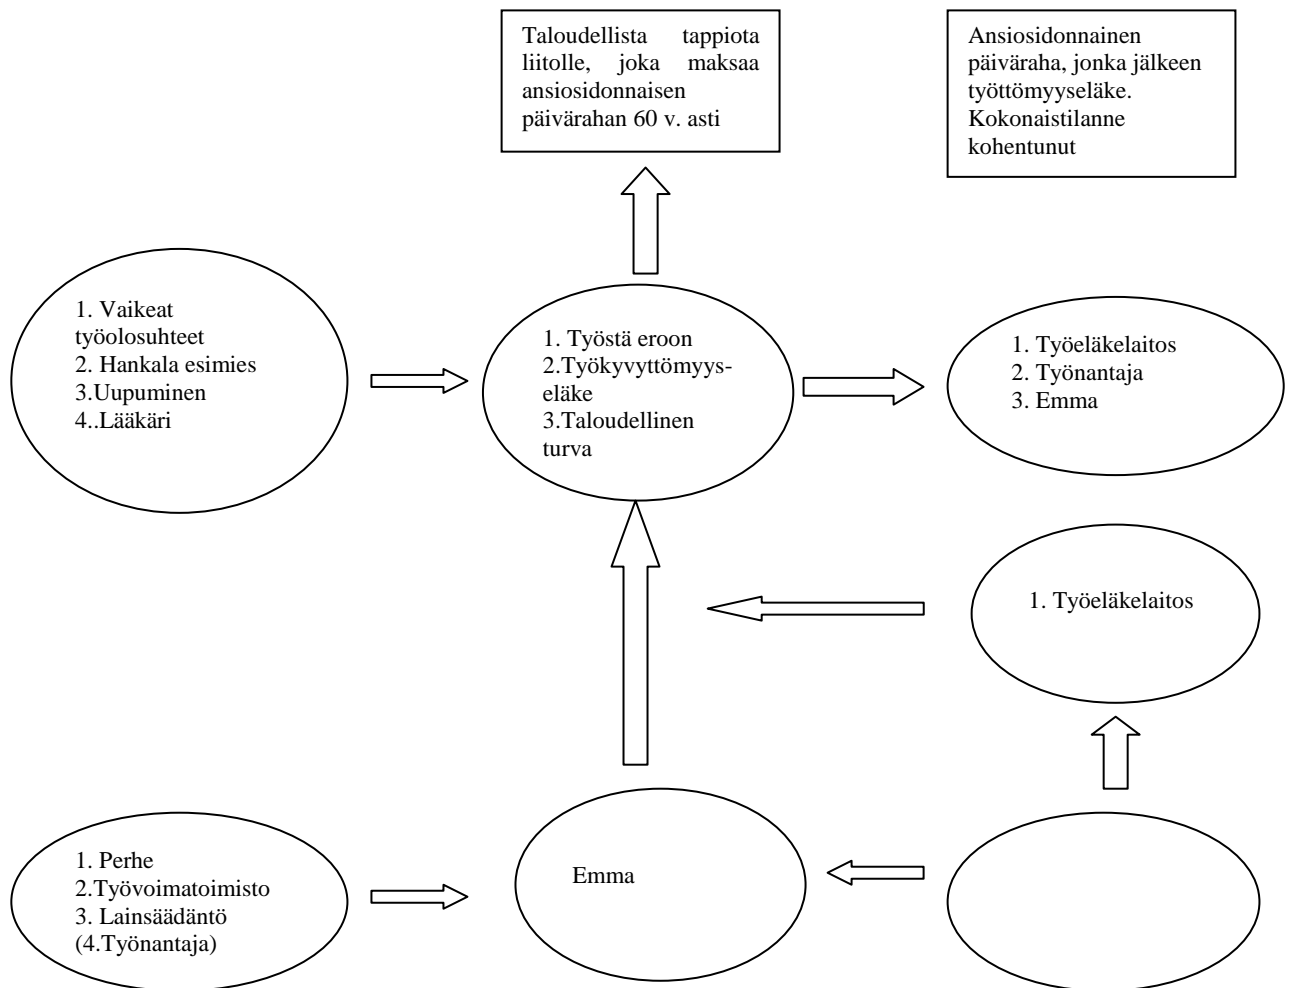 Taloudellista tappiota
liitolle, joka maksaa
ansiosidonnaisen
päivärahan 60 v. asti
Ansiosidonnainen
päiväraha, jonka jälkeen
työttömyyseläke.
Kokonaistilanne
kohentunut
1. Vaikeat
työolosuhteet
2. Hankala esimies
3.Uupuminen
4..Lääkäri
1. Työstä eroon
2.Työkyvyttömyys-
eläke
3.Taloudellinen
turva
1. Työeläkelaitos
2. Työnantaja
3. Emma
1. Työeläkelaitos
1. Perhe
2.Työvoimatoimisto
3. Lainsäädäntö
(4.Työnantaja)
Emma